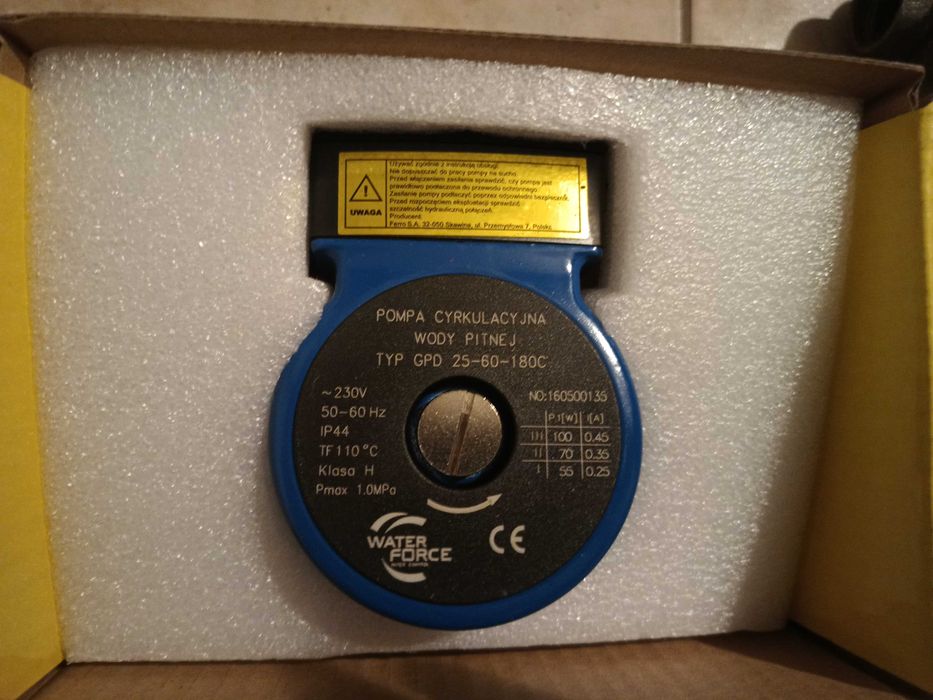 UWAGA
Używać zgodnie z instrukcją obsługi.
Nie dopuszczać do pracy pompy na sucho.
Przed włączeniem zasilania sprawdzić, czy pompa jest
prawidłowo podłączona do przewodu ochronnego.
Zasilanie pompy podłączyć poprzez odpowiedni bezpiecznik.
Przed rozpoczęciem eksploatacji sprawdzić
szczelność hydrauliczną połączeń.
Producent:
Ferro S.A. 32-050 Skawina, ul. Przemysłowa 7, Polska
POMPA CYRKULACYJNA
WODY PITNEJ
TYP GPD 25-60-180C
~230V
50-60 Hz
IP44
TF 110°C
Klasa H
Pmax 1.0MPa
NO:160500135
P.1[W] I[A]
III 100 0.45
II 70 0.35
I 55 0.25
WATER
FORCE
CE